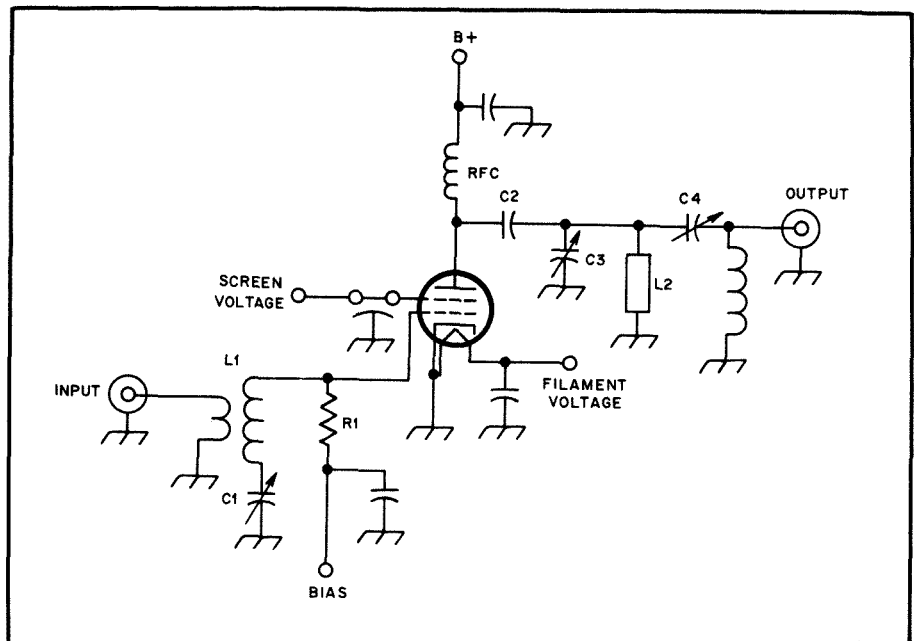 B+
RFC
C2
C4
OUTPUT
C3
L2
SCREEN
VOLTAGE
L1
INPUT
FILAMENT
VOLTAGE
R1
C1
BIAS